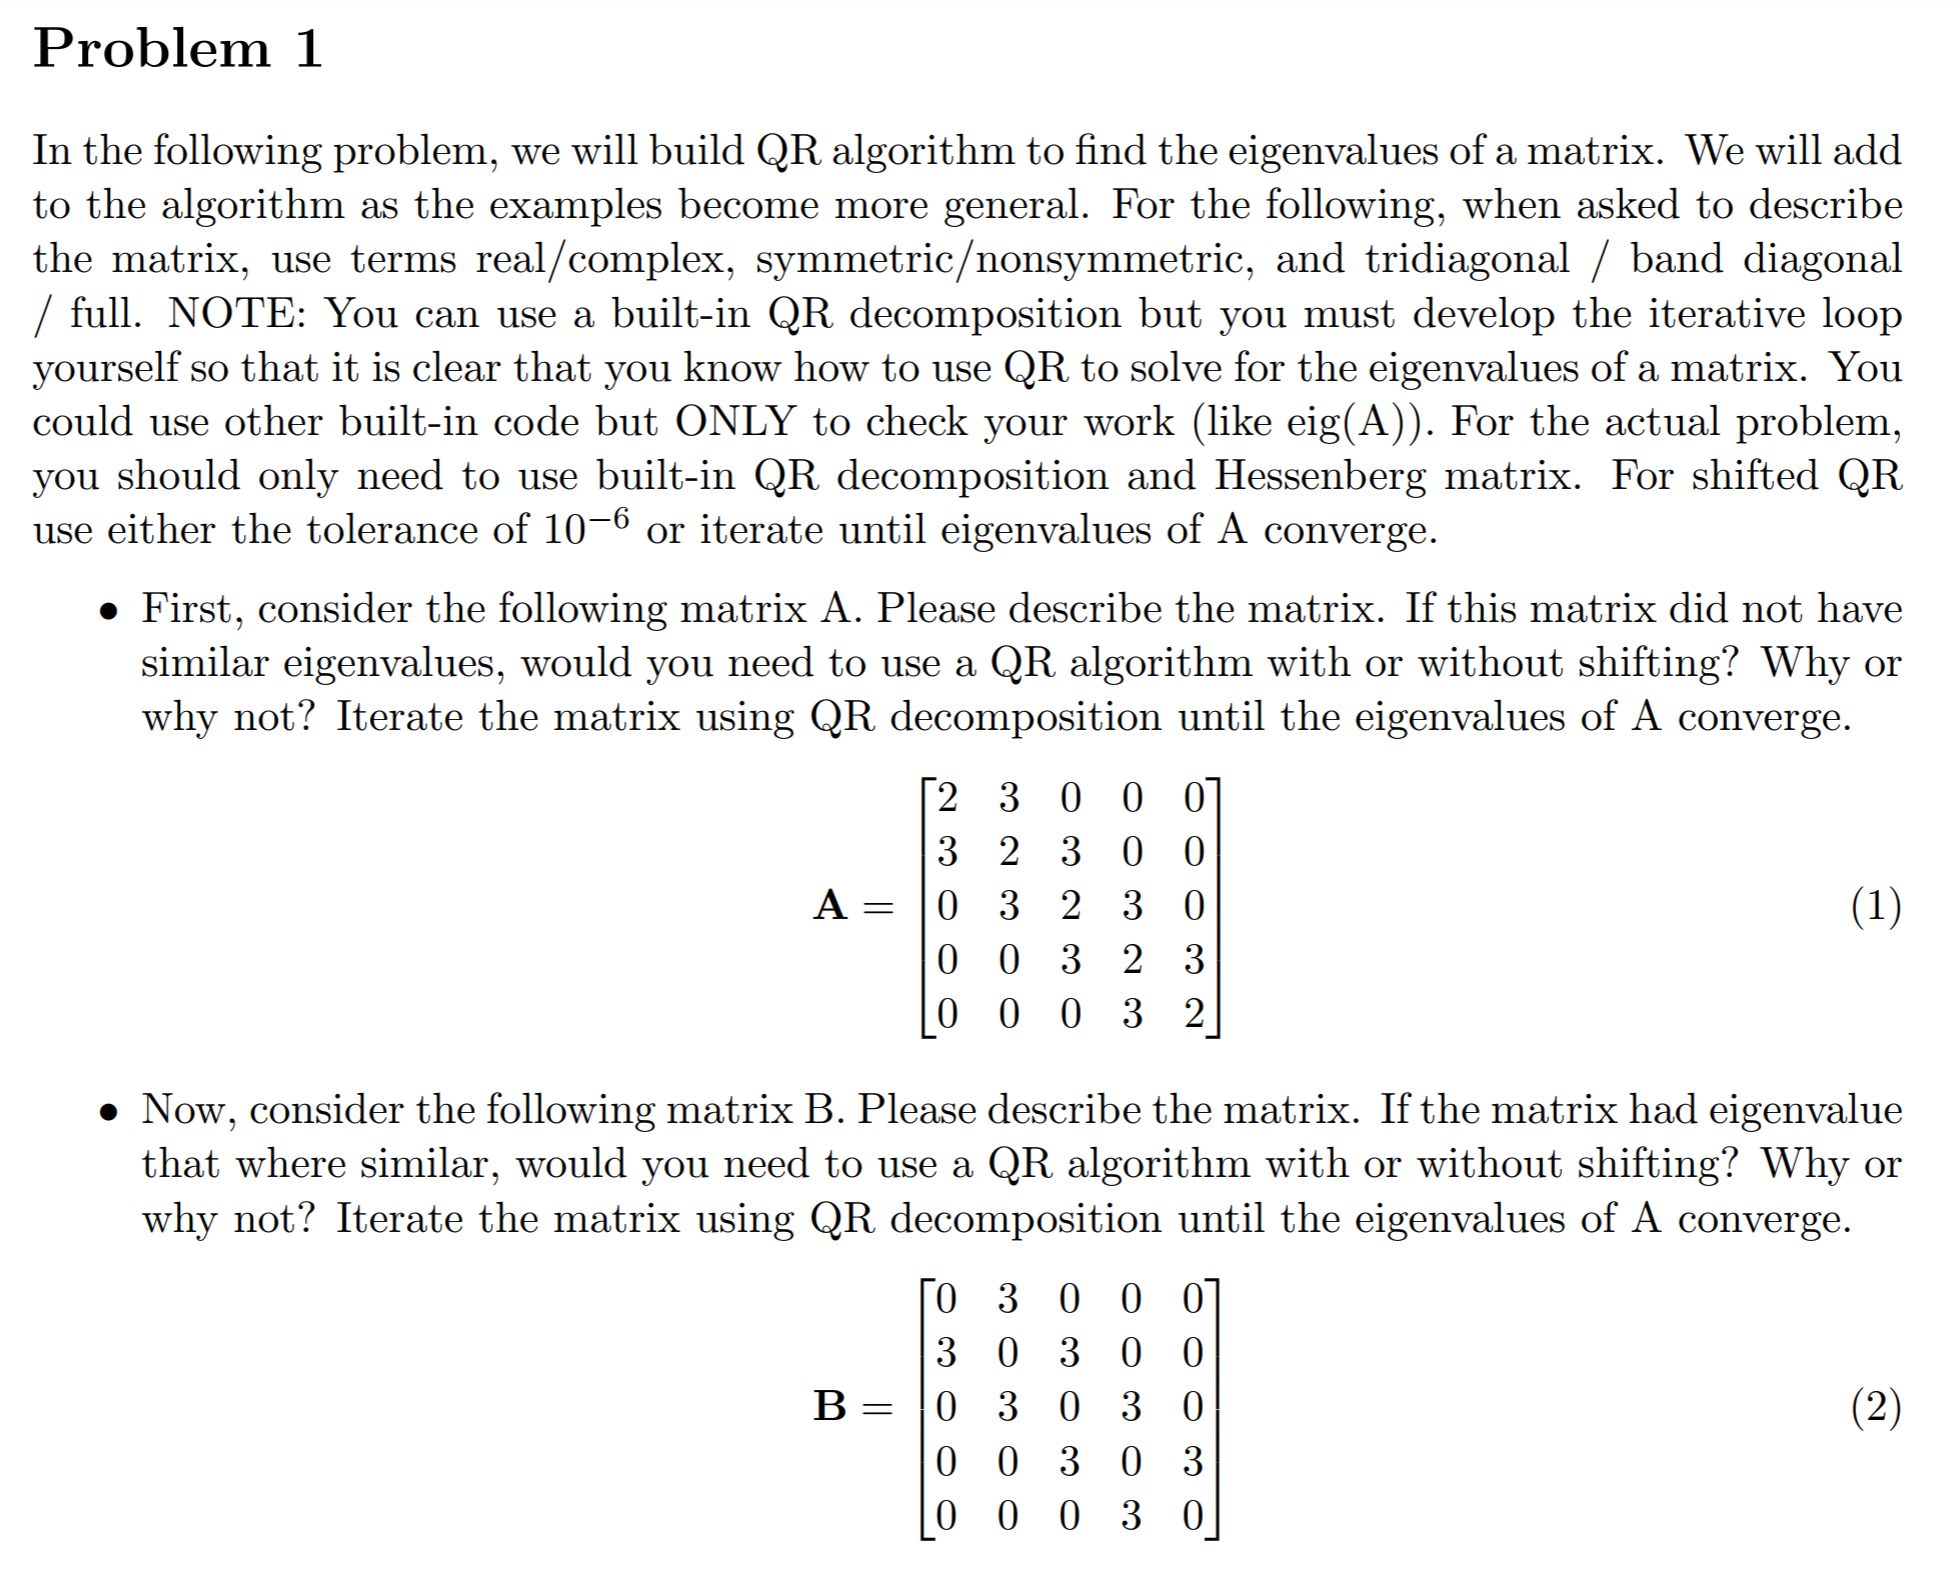 Problem 1
In the following problem, we will build QR algorithm to find the eigenvalues of a matrix. We will add
to the algorithm as the examples become more general. For the following, when asked to describe
the matrix, use terms real/complex, symmetric/nonsymmetric, and tridiagonal / band diagonal
/ full. NOTE: You can use a built-in QR decomposition but you must develop the iterative loop
yourself so that it is clear that you know how to use QR to solve for the eigenvalues of a matrix. You
could use other built-in code but ONLY to check your work (like eig(A)). For the actual problem,
you should only need to use built-in QR decomposition and Hessenberg matrix. For shifted QR
use either the tolerance of 10⁻⁶ or iterate until eigenvalues of A converge.
• First, consider the following matrix A. Please describe the matrix. If this matrix did not have
similar eigenvalues, would you need to use a QR algorithm with or without shifting? Why or
why not? Iterate the matrix using QR decomposition until the eigenvalues of A converge.
2 3 0 0 0
3 2 3 0 0
A = 0 3 2 3 0 (1)
0 0 3 2 3
0 0 0 3 2
• Now, consider the following matrix B. Please describe the matrix. If the matrix had eigenvalue
that where similar, would you need to use a QR algorithm with or without shifting? Why or
why not? Iterate the matrix using QR decomposition until the eigenvalues of A converge.
0 3 0 0 0
3 0 3 0 0
B = 0 3 0 3 0 (2)
0 0 3 0 3
0 0 0 3 0